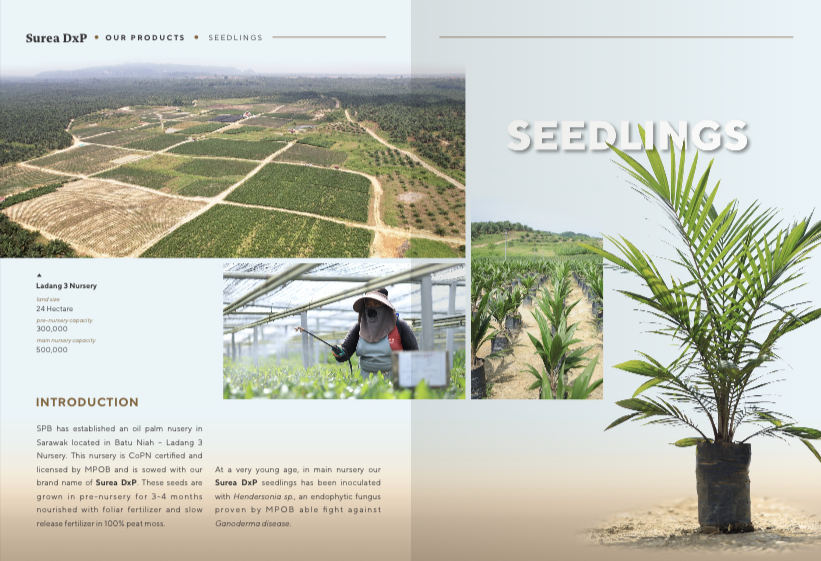 Surea DxP • OUR PRODUCTS • SEEDLINGS
SEEDLINGS
Ladang 3 Nursery
land size
24 Hectare
pre-nursery capacity
300,000
main nursery capacity
500,000
INTRODUCTION
SPB has established an oil palm nusery in
Sarawak located in Batu Niah – Ladang 3
Nursery. This nursery is CoPN certified and
licensed by MPOB and is sowed with our
brand name of Surea DxP. These seeds are
grown in pre-nursery for 3-4 months
nourished with foliar fertilizer and slow
release fertilizer in 100% peat moss.
At a very young age, in main nursery our
Surea DxP seedlings has been inoculated
with Hendersonia sp., an endophytic fungus
proven by MPOB able fight against
Ganoderma disease.